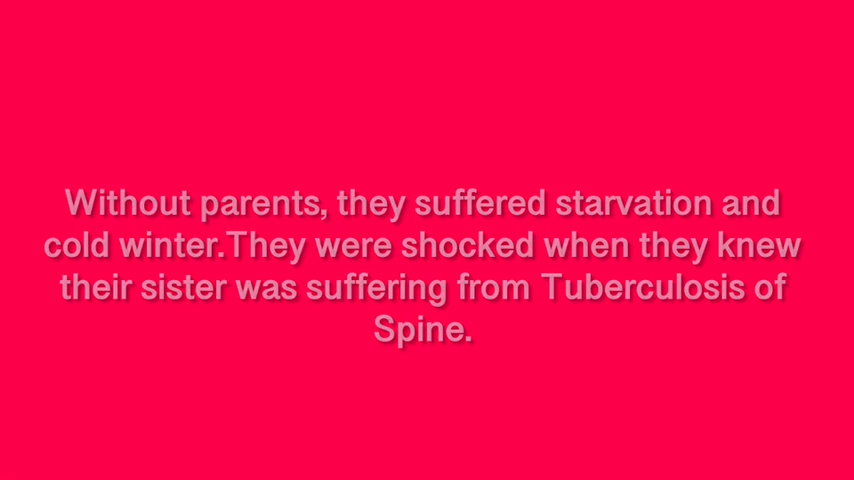 Without parents, they suffered starvation and
cold winter.They were shocked when they knew
their sister was suffering from Tuberculosis of
Spine.